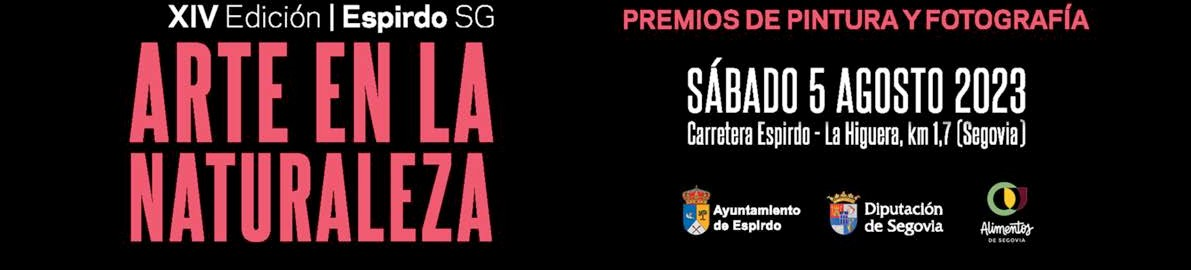 XIV Edición | Espirdo SG
ARTE EN LA
NATURALEZA
PREMIOS DE PINTURA Y FOTOGRAFÍA
SÁBADO 5 AGOSTO 2023
Carretera Espirdo - La Higuera, km 1,7 (Segovia)
Ayuntamiento
de Espirdo
Diputación
de Segovia
Alimentos
DE SEGOVIA